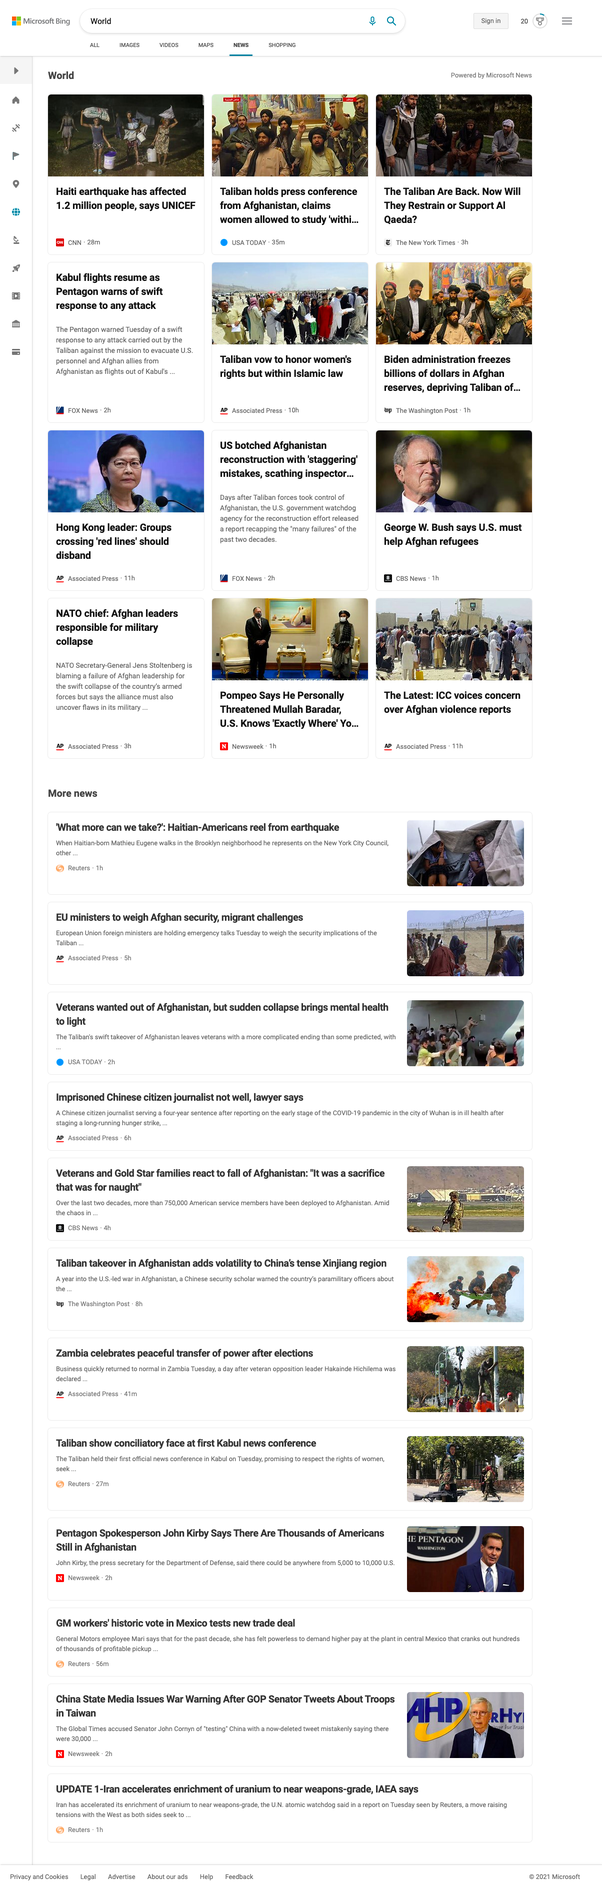 Microsoft Bing
World
Sign in
20
ALL
IMAGES
VIDEOS
MAPS
NEWS
SHOPPING
World
Powered by Microsoft News
Haiti earthquake has affected
1.2 million people, says UNICEF
CNN · 28m
Taliban holds press conference
from Afghanistan, claims
women allowed to study 'withi...
USA TODAY · 35m
The Taliban Are Back. Now Will
They Restrain or Support Al
Qaeda?
The New York Times · 3h
Kabul flights resume as
Pentagon warns of swift
response to any attack
The Pentagon warned Tuesday of a swift
response to any attack carried out by the
Taliban against the mission to evacuate U.S.
personnel and Afghan allies from
Afghanistan as flights out of Kabul's ...
FOX News · 2h
Taliban vow to honor women's
rights but within Islamic law
AP Associated Press · 10h
Biden administration freezes
billions of dollars in Afghan
reserves, depriving Taliban of...
wp The Washington Post · 1h
Hong Kong leader: Groups
crossing 'red lines' should
disband
AP Associated Press · 11h
US botched Afghanistan
reconstruction with 'staggering'
mistakes, scathing inspector...
Days after Taliban forces took control of
Afghanistan, the U.S. government watchdog
agency for the reconstruction effort released
a report recapping the "many failures" of the
past two decades.
FOX News · 2h
George W. Bush says U.S. must
help Afghan refugees
CBS News · 1h
NATO chief: Afghan leaders
responsible for military
collapse
NATO Secretary-General Jens Stoltenberg is
blaming a failure of Afghan leadership for
the swift collapse of the country's armed
forces but says the alliance must also
uncover flaws in its military ...
AP Associated Press · 3h
Pompeo Says He Personally
Threatened Mullah Baradar,
U.S. Knows 'Exactly Where' Yo...
N Newsweek · 1h
The Latest: ICC voices concern
over Afghan violence reports
AP Associated Press · 11h
More news
'What more can we take?': Haitian-Americans reel from earthquake
When Haitian-born Mathieu Eugene walks in the Brooklyn neighborhood he represents on the New York City Council,
other ...
Reuters · 1h
EU ministers to weigh Afghan security, migrant challenges
European Union foreign ministers are holding emergency talks Tuesday to weigh the security implications of the
Taliban ...
AP Associated Press · 5h
Veterans wanted out of Afghanistan, but sudden collapse brings mental health
to light
The Taliban's swift takeover of Afghanistan leaves veterans with a more complicated ending than some predicted, with
...
USA TODAY · 2h
Imprisoned Chinese citizen journalist not well, lawyer says
A Chinese citizen journalist serving a four-year sentence after reporting on the early stage of the COVID-19 pandemic in the city of Wuhan is in ill health after
staging a long-running hunger strike, ...
AP Associated Press · 6h
Veterans and Gold Star families react to fall of Afghanistan: "It was a sacrifice
that was for naught"
Over the last two decades, more than 750,000 American service members have been deployed to Afghanistan. Amid
the chaos in ...
CBS News · 4h
Taliban takeover in Afghanistan adds volatility to China's tense Xinjiang region
A year into the U.S.-led war in Afghanistan, a Chinese security scholar warned the country's paramilitary officers about
the ...
wp The Washington Post · 8h
Zambia celebrates peaceful transfer of power after elections
Business quickly returned to normal in Zambia Tuesday, a day after veteran opposition leader Hakainde Hichilema was
declared ...
AP Associated Press · 41m
Taliban show conciliatory face at first Kabul news conference
The Taliban held their first official news conference in Kabul on Tuesday, promising to respect the rights of women,
seek ...
Reuters · 27m
Pentagon Spokesperson John Kirby Says There Are Thousands of Americans
Still in Afghanistan
John Kirby, the press secretary for the Department of Defense, said there could be anywhere from 5,000 to 10,000 U.S.
N Newsweek · 2h
HE PENTAGON
WASHINGTON
GM workers' historic vote in Mexico tests new trade deal
General Motors employee Mari says that for the past decade, she has felt powerless to demand higher pay at the plant in central Mexico that cranks out hundreds
of thousands of profitable pickup ...
Reuters · 56m
China State Media Issues War Warning After GOP Senator Tweets About Troops
in Taiwan
The Global Times accused Senator John Cornyn of "testing" China with a now-deleted tweet mistakenly saying there
were 30,000 ...
N Newsweek · 2h
UPDATE 1-Iran accelerates enrichment of uranium to near weapons-grade, IAEA says
Iran has accelerated its enrichment of uranium to near weapons-grade, the U.N. atomic watchdog said in a report on Tuesday seen by Reuters, a move raising
tensions with the West as both sides seek to ...
Reuters · 1h
Privacy and Cookies
Legal
Advertise
About our ads
Help
Feedback
© 2021 Microsoft